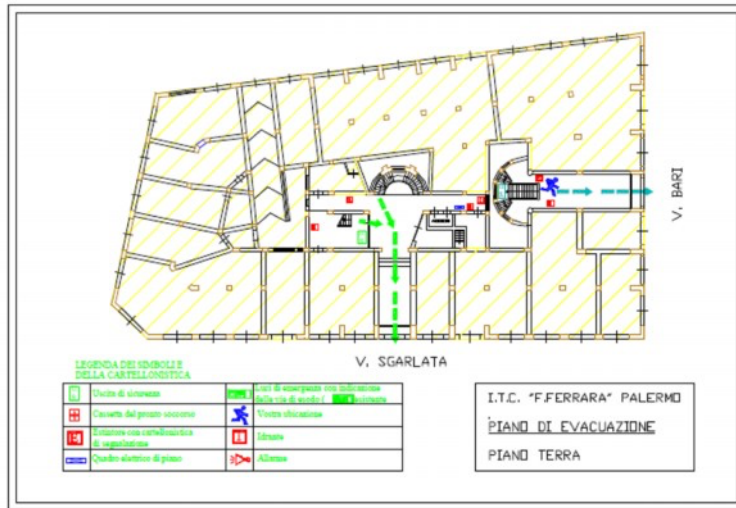 V. BARI
V. SGARLATA
LEGENDA DEI SIMBOLI E
DELLA CARTELLONISTICA
Uscita di sicurezza
Luci di emergenza con indicazione
della via di esodo (
esistente
Cassetta del pronto soccorso
Vostra ubicazione
Estintore con cartellonistica
di segnalazione
Idrante
Quadro elettrico di piano
Allarme
I.T.C. "F.FERRARA" PALERMO
PIANO DI EVACUAZIONE
PIANO TERRA